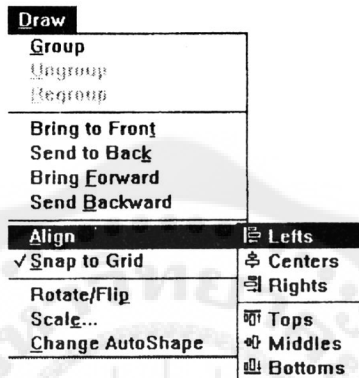 Draw
Group
Ungroup
Regroup
Bring to Front
Send to Back
Bring Forward
Send Backward
Align
✓ Snap to Grid
Rotate/Flip
Scale...
Change AutoShape
Lefts
Centers
Rights
Tops
Middles
Bottoms